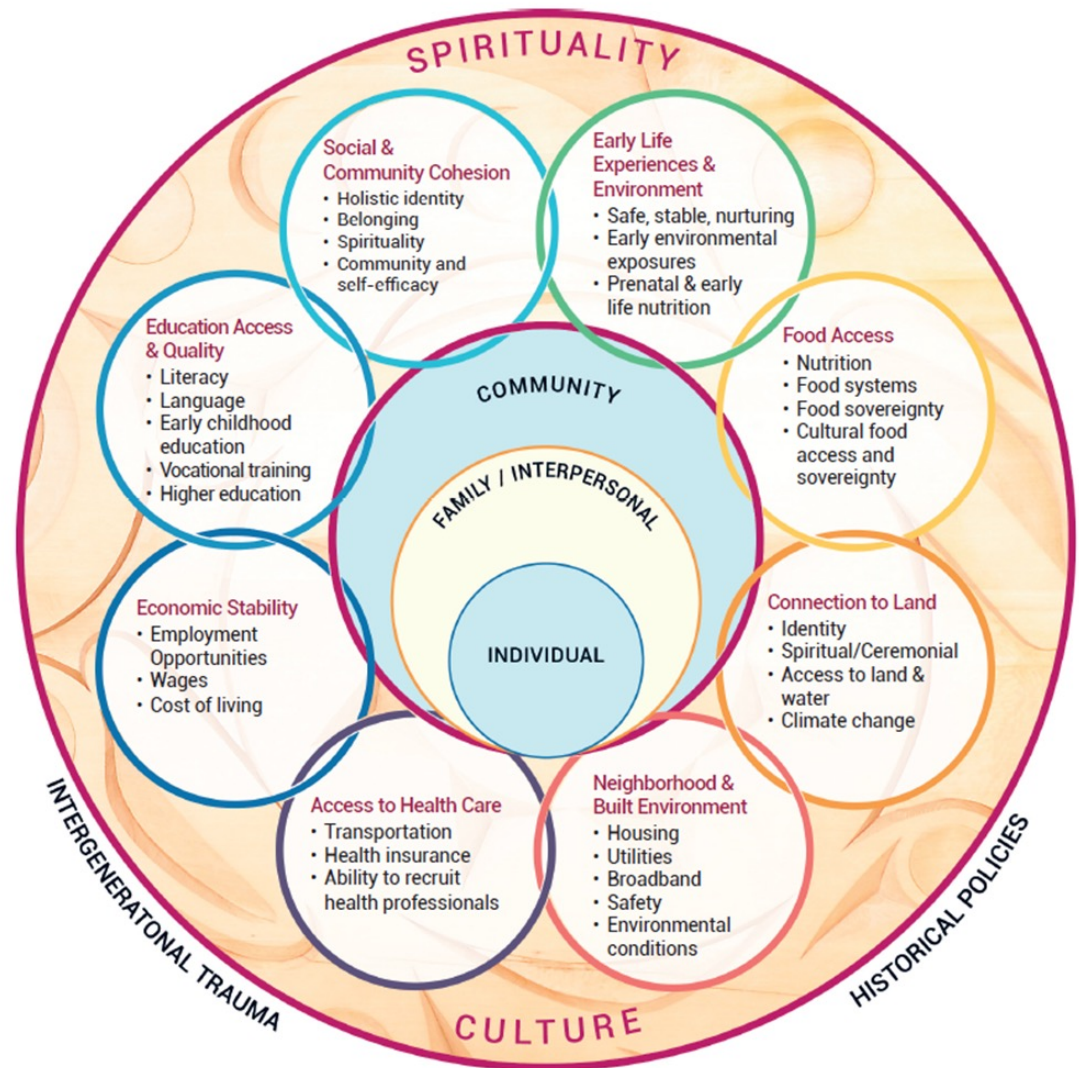 SPIRITUALITY
Social &
Community Cohesion
• Holistic identity
• Belonging
• Spirituality
• Community and
self-efficacy
Early Life
Experiences &
Environment
• Safe, stable, nurturing
• Early environmental
exposures
• Prenatal & early
life nutrition
Education Access
& Quality
• Literacy
• Language
• Early childhood
education
• Vocational training
• Higher education
Food Access
• Nutrition
• Food systems
• Food sovereignty
• Cultural food
access and
sovereignty
COMMUNITY
FAMILY / INTERPERSONAL
INDIVIDUAL
Economic Stability
• Employment
Opportunities
• Wages
• Cost of living
Connection to Land
• Identity
• Spiritual/Ceremonial
• Access to land &
water
• Climate change
Access to Health Care
• Transportation
• Health insurance
• Ability to recruit
health professionals
Neighborhood &
Built Environment
• Housing
• Utilities
• Broadband
• Safety
• Environmental
conditions
INTERGENERATONAL TRAUMA
HISTORICAL POLICIES
CULTURE